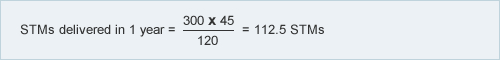 STMs delivered in 1 year = 300 x 45 / 120 = 112.5 STMs